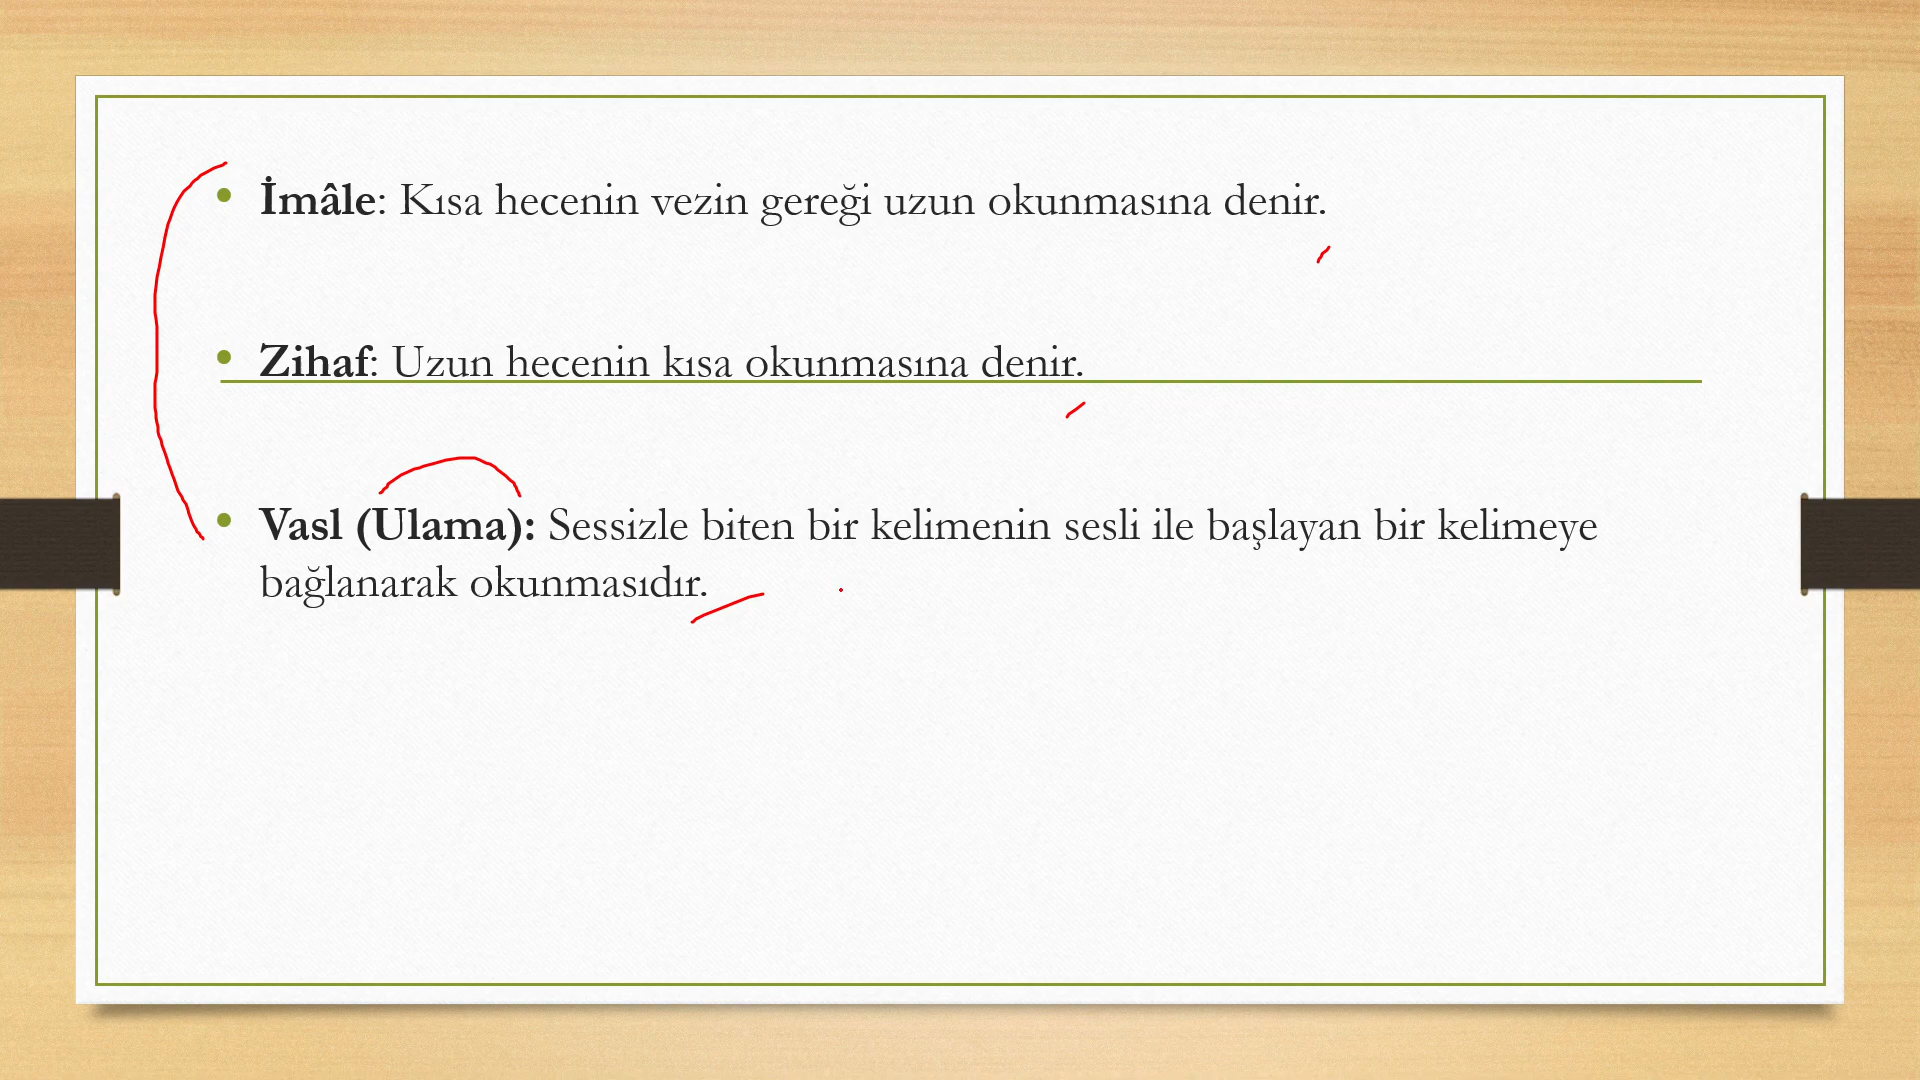 • İmâle: Kısa hecenin vezin gereği uzun okunmasına denir.
• Zihaf: Uzun hecenin kısa okunmasına denir.
• Vasl (Ulama): Sessizle biten bir kelimenin sesli ile başlayan bir kelimeye
bağlanarak okunmasıdır.